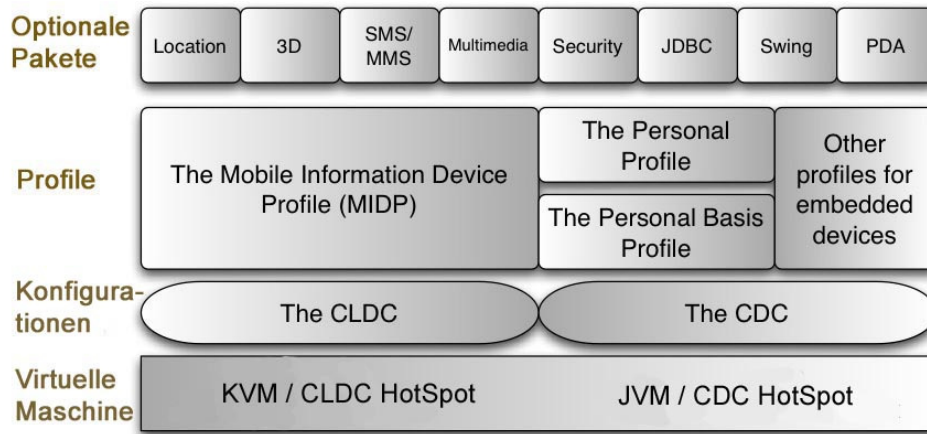 Optionale
Pakete
Location
3D
SMS/
MMS
Multimedia
Security
JDBC
Swing
PDA
Profile
The Mobile Information Device
Profile (MIDP)
The Personal
Profile
The Personal Basis
Profile
Other
profiles for
embedded
devices
Konfigura-
tionen
The CLDC
The CDC
Virtuelle
Maschine
KVM / CLDC HotSpot
JVM / CDC HotSpot